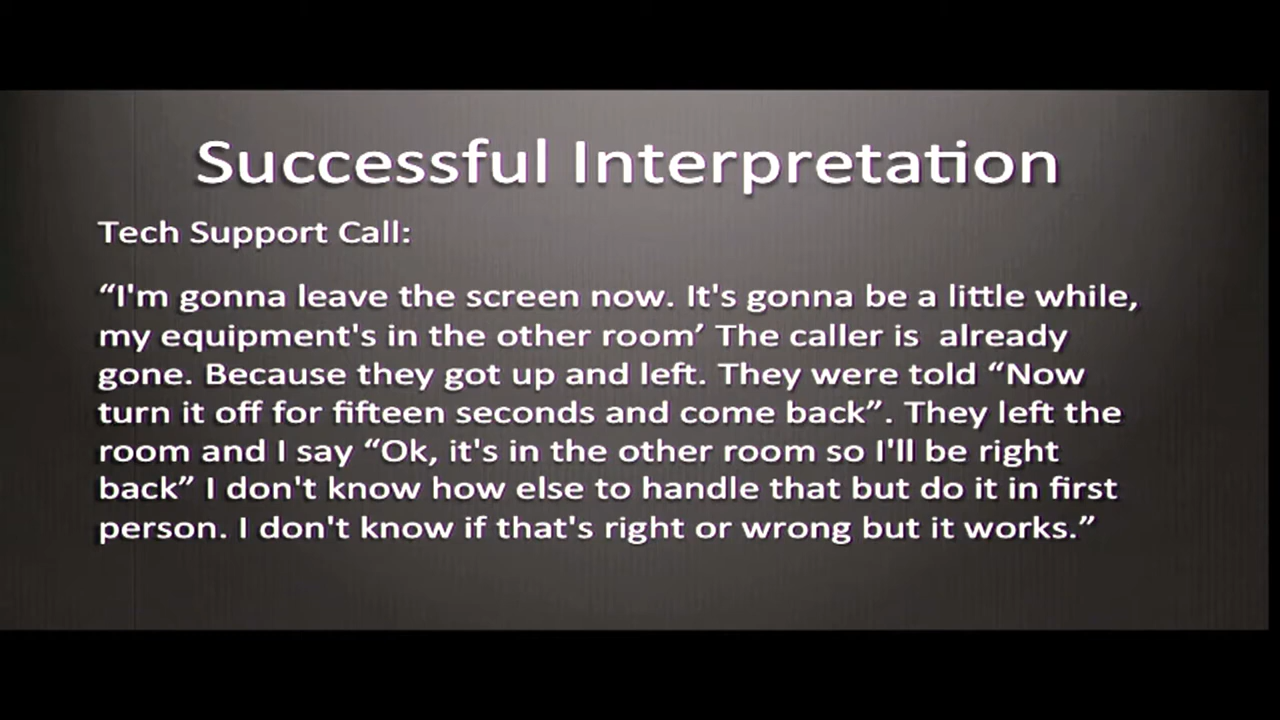 Successful Interpretation
Tech Support Call:
“I'm gonna leave the screen now. It's gonna be a little while,
my equipment's in the other room’ The caller is  already
gone. Because they got up and left. They were told “Now
turn it off for fifteen seconds and come back”. They left the
room and I say “Ok, it's in the other room so I'll be right
back” I don't know how else to handle that but do it in first
person. I don't know if that's right or wrong but it works.”